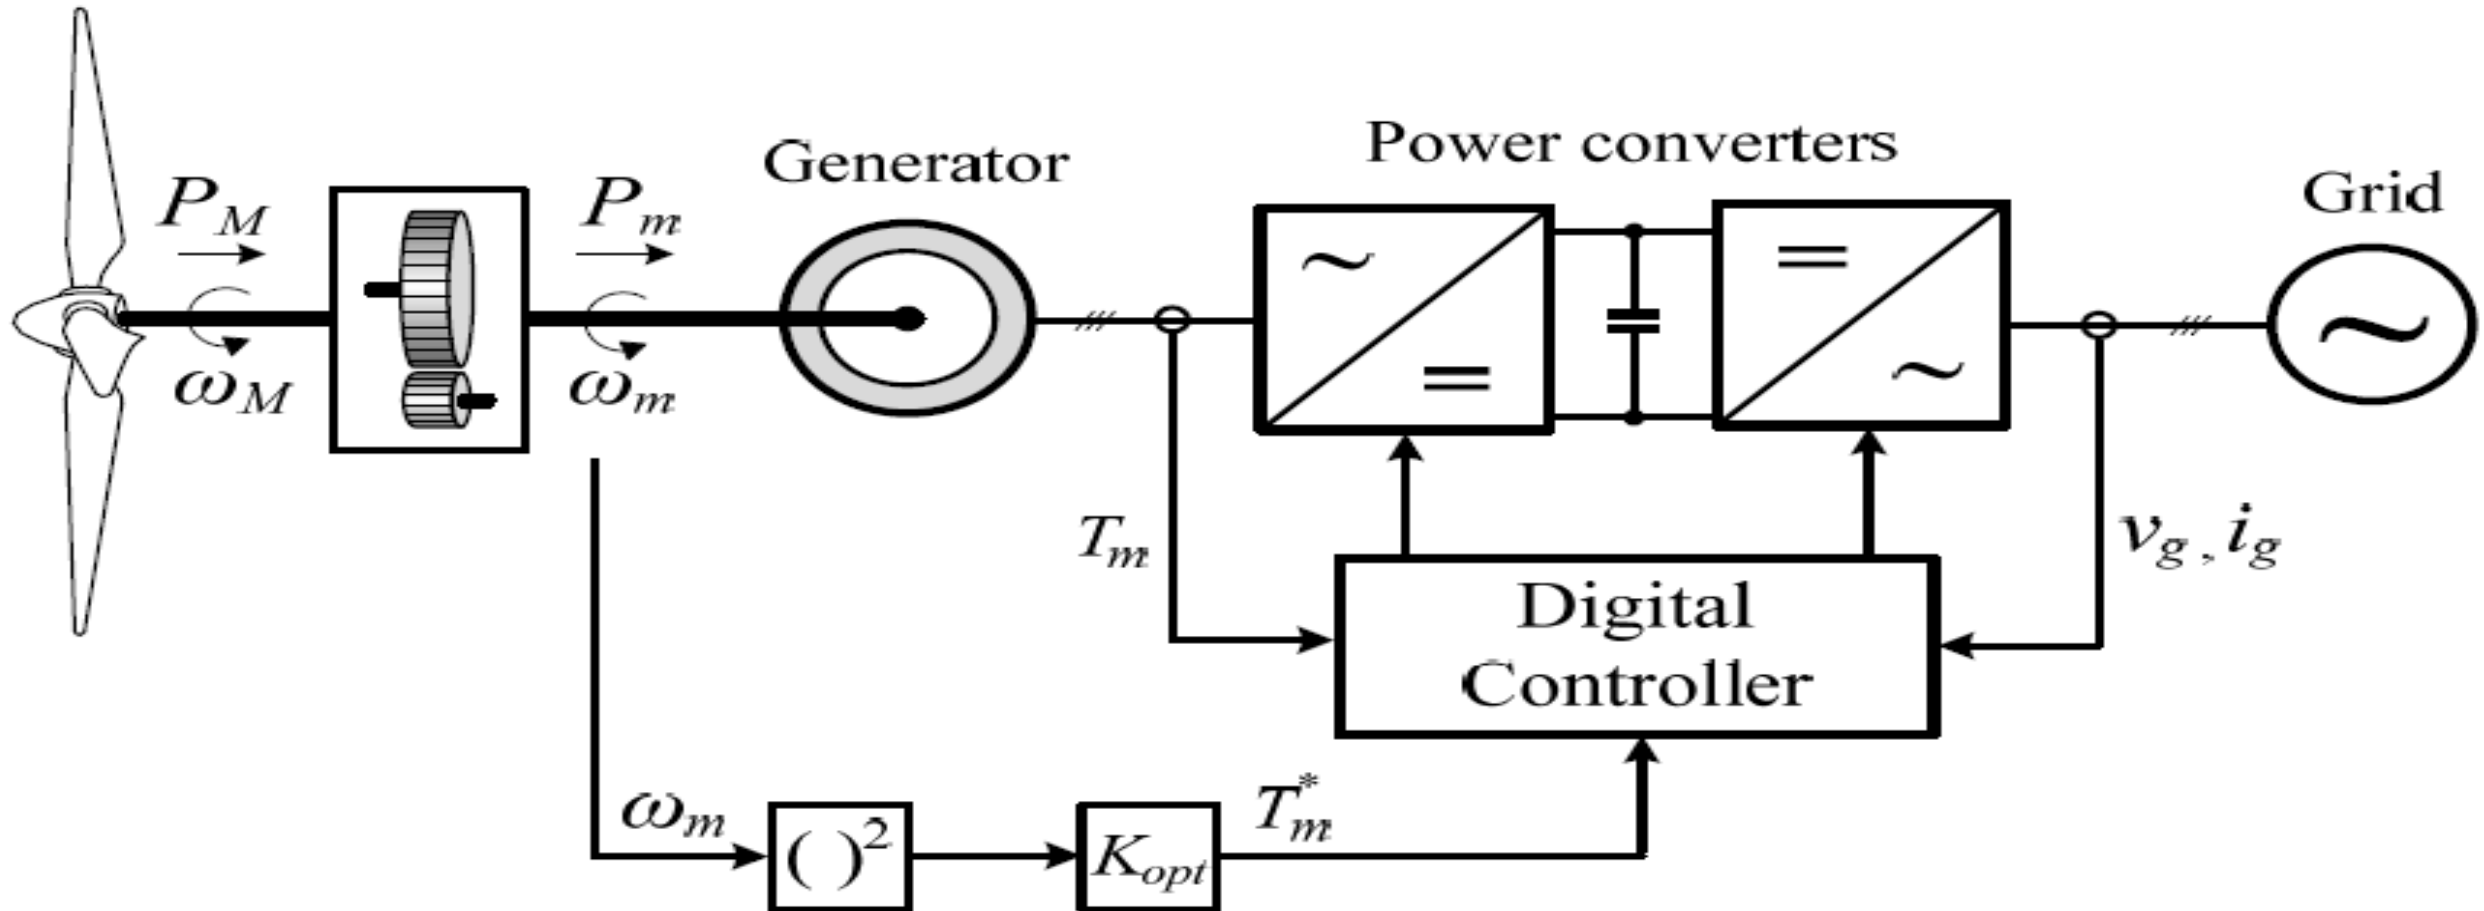 Power converters
Generator
Grid
P_M
P_m
ω_M
ω_m
~
=
=
~
~
T_m
v_g, i_g
Digital
Controller
ω_m
( )²
K_opt
T_m^*